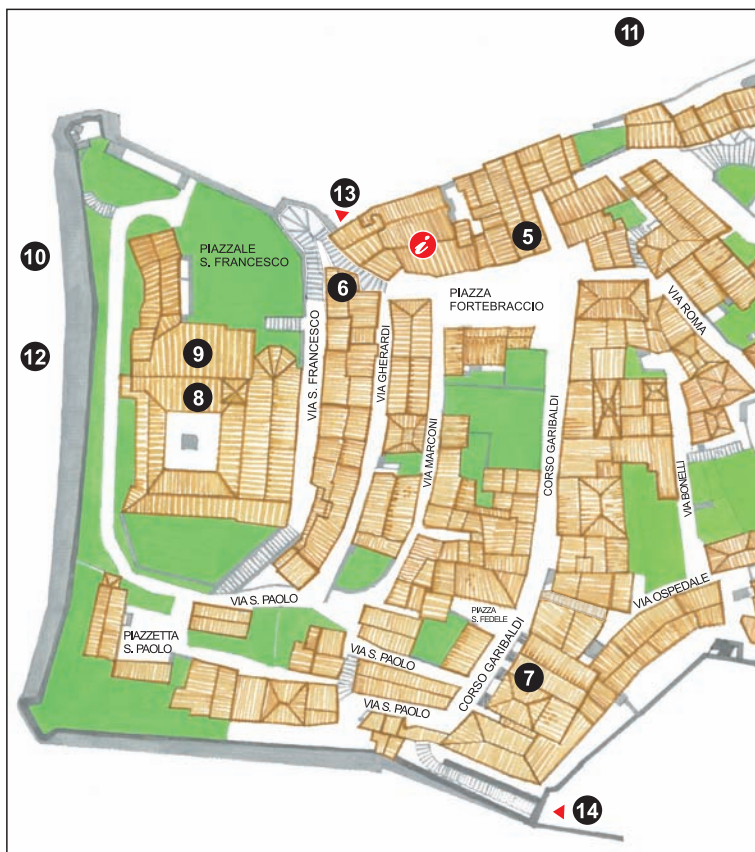 11
13
5
i
10
PIAZZALE
S. FRANCESCO
6
PIAZZA
FORTEBRACCIO
VIA ROMA
12
9
8
VIA S. FRANCESCO
VIA GHERARDI
VIA MARCONI
CORSO GARIBALDI
VIA BONELLI
VIA S. PAOLO
PIAZZA
S. FEDELE
VIA OSPEDALE
PIAZZETTA
S. PAOLO
VIA S. PAOLO
CORSO GARIBALDI
7
VIA S. PAOLO
14